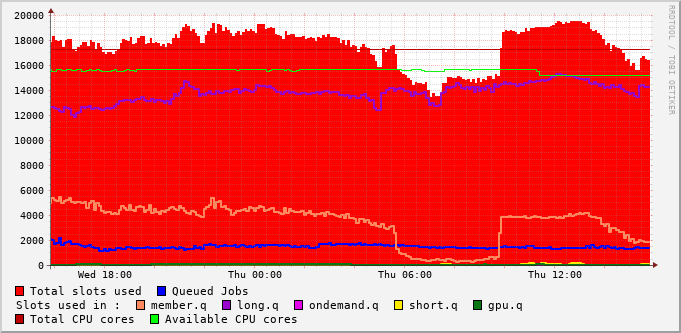 20000
18000
16000
14000
12000
10000
8000
6000
4000
2000
0
Wed 18:00 Thu 00:00 Thu 06:00 Thu 12:00
RRDTOOL / TOBI OETIKER
Total slots used Queued Jobs
Slots used in : member.q long.q ondemand.q short.q gpu.q
Total CPU cores Available CPU cores